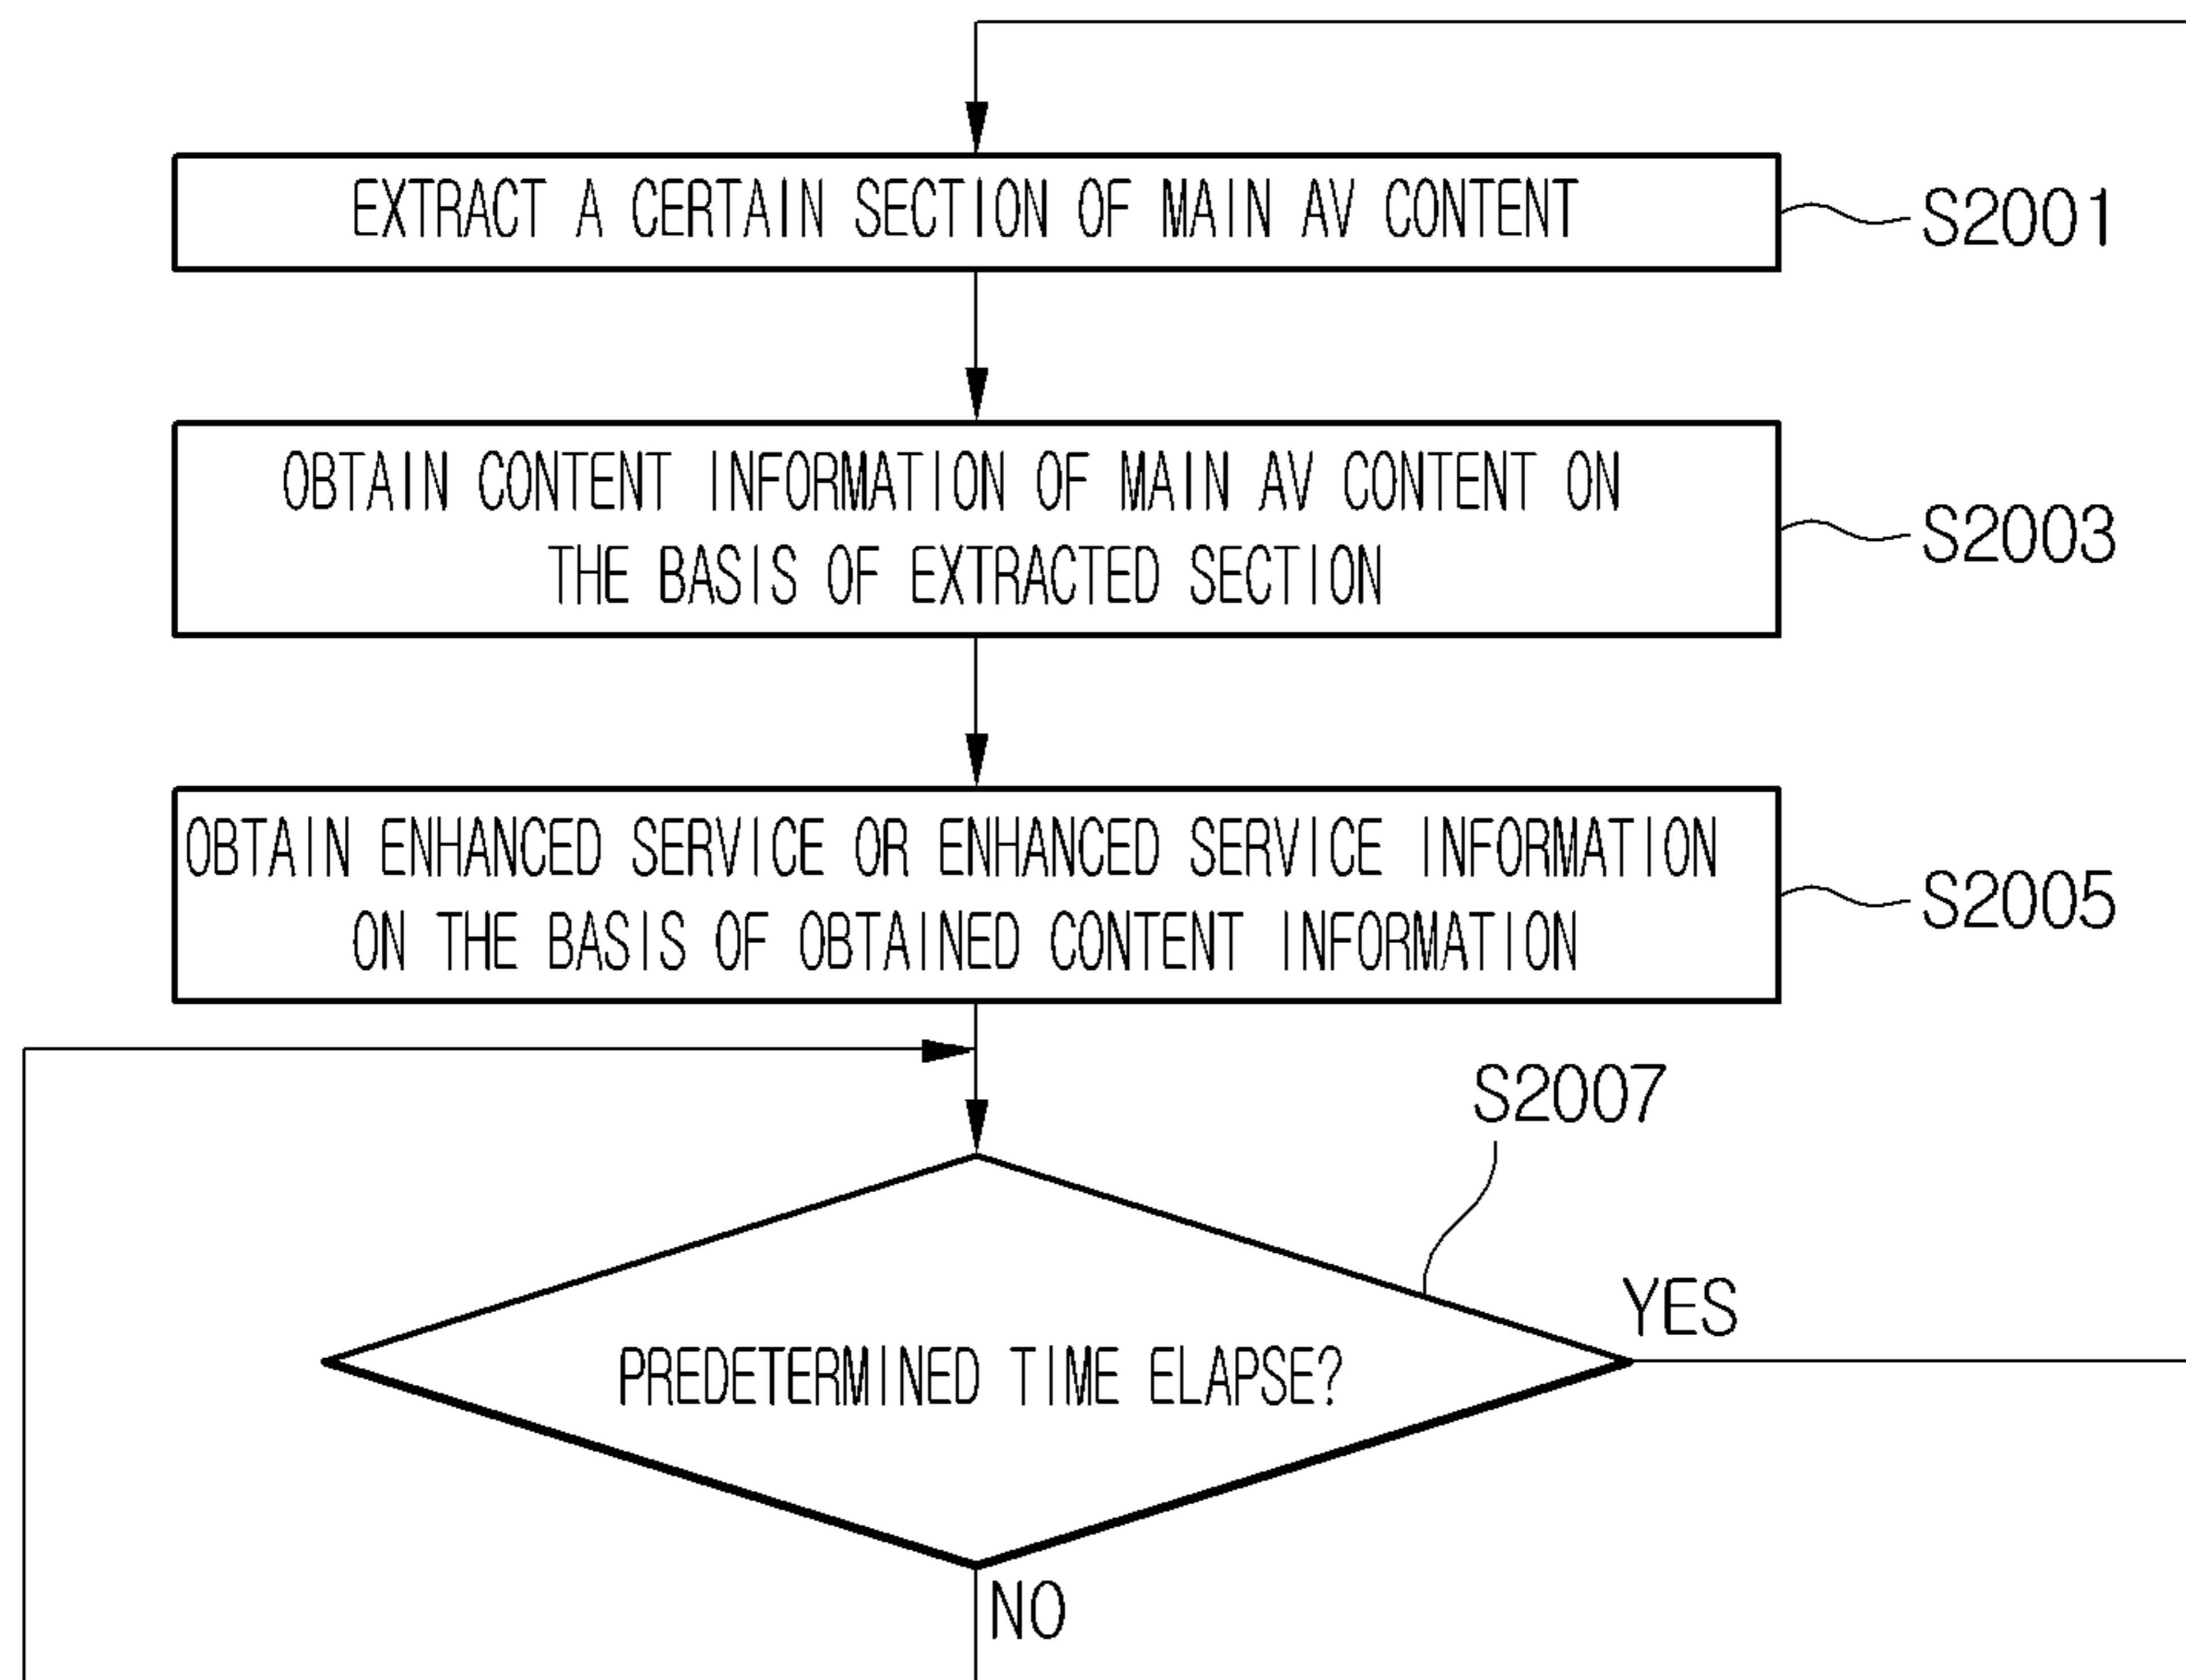 EXTRACT A CERTAIN SECTION OF MAIN AV CONTENT
S2001
OBTAIN CONTENT INFORMATION OF MAIN AV CONTENT ON
THE BASIS OF EXTRACTED SECTION
S2003
OBTAIN ENHANCED SERVICE OR ENHANCED SERVICE INFORMATION
ON THE BASIS OF OBTAINED CONTENT INFORMATION
S2005
S2007
PREDETERMINED TIME ELAPSE?
YES
NO